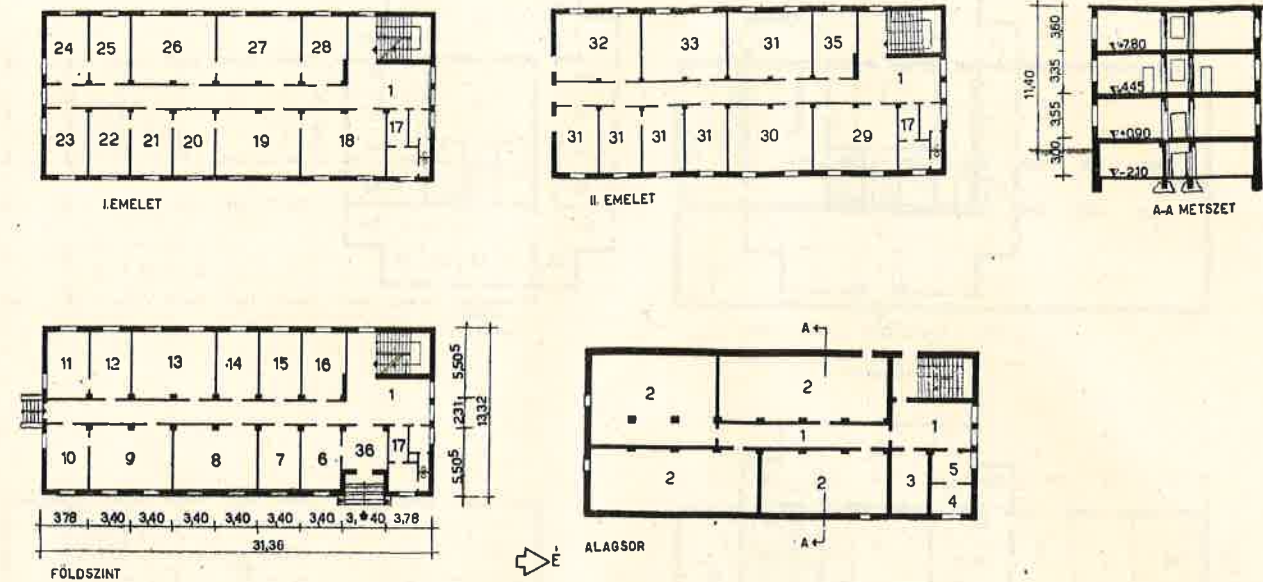 24 25 26 27 28
1
23 22 21 20 19 18 17
I. EMELET
32 33 31 35
1
31 31 31 31 30 29 17
II. EMELET
11,40
3,60
3,35
3,55
3,00
+7.80
4.45
+0.90
-2.10
A-A METSZET
11 12 13 14 15 16
1
10 9 8 7 6 36 17
5,50⁵
2,31
5,50⁵
13,32
3,78 3,40 3,40 3,40 3,40 3,40 3,40 3,40 3,78
31,36
FÖLDSZINT
A
2 2
1 1
2 2 3 5
4
A
É
ALAGSOR